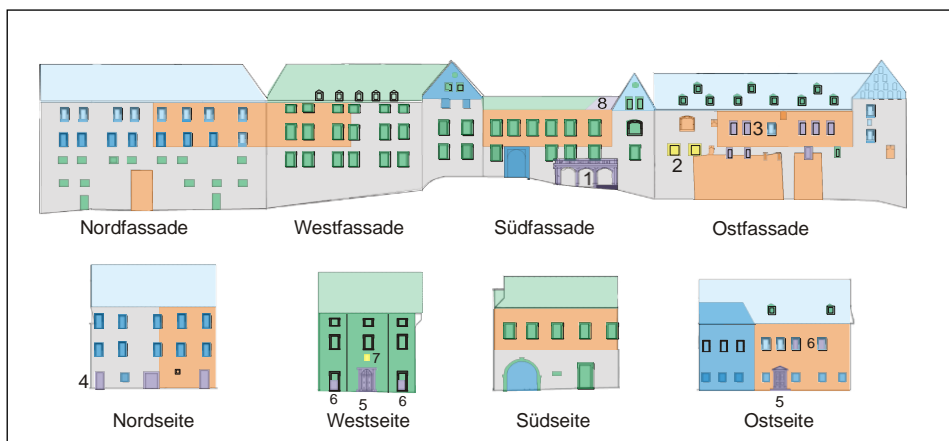 8
3
2
1
Nordfassade Westfassade Südfassade Ostfassade
7
6
4
6 5 6
5
Nordseite Westseite Südseite Ostseite